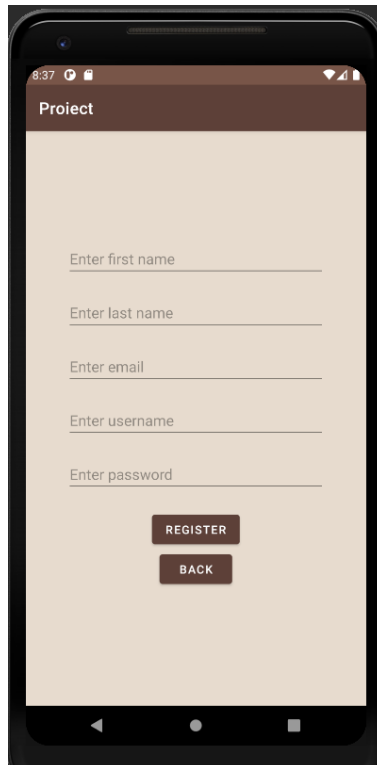 8:37
Proiect
Enter first name
Enter last name
Enter email
Enter username
Enter password
REGISTER
BACK